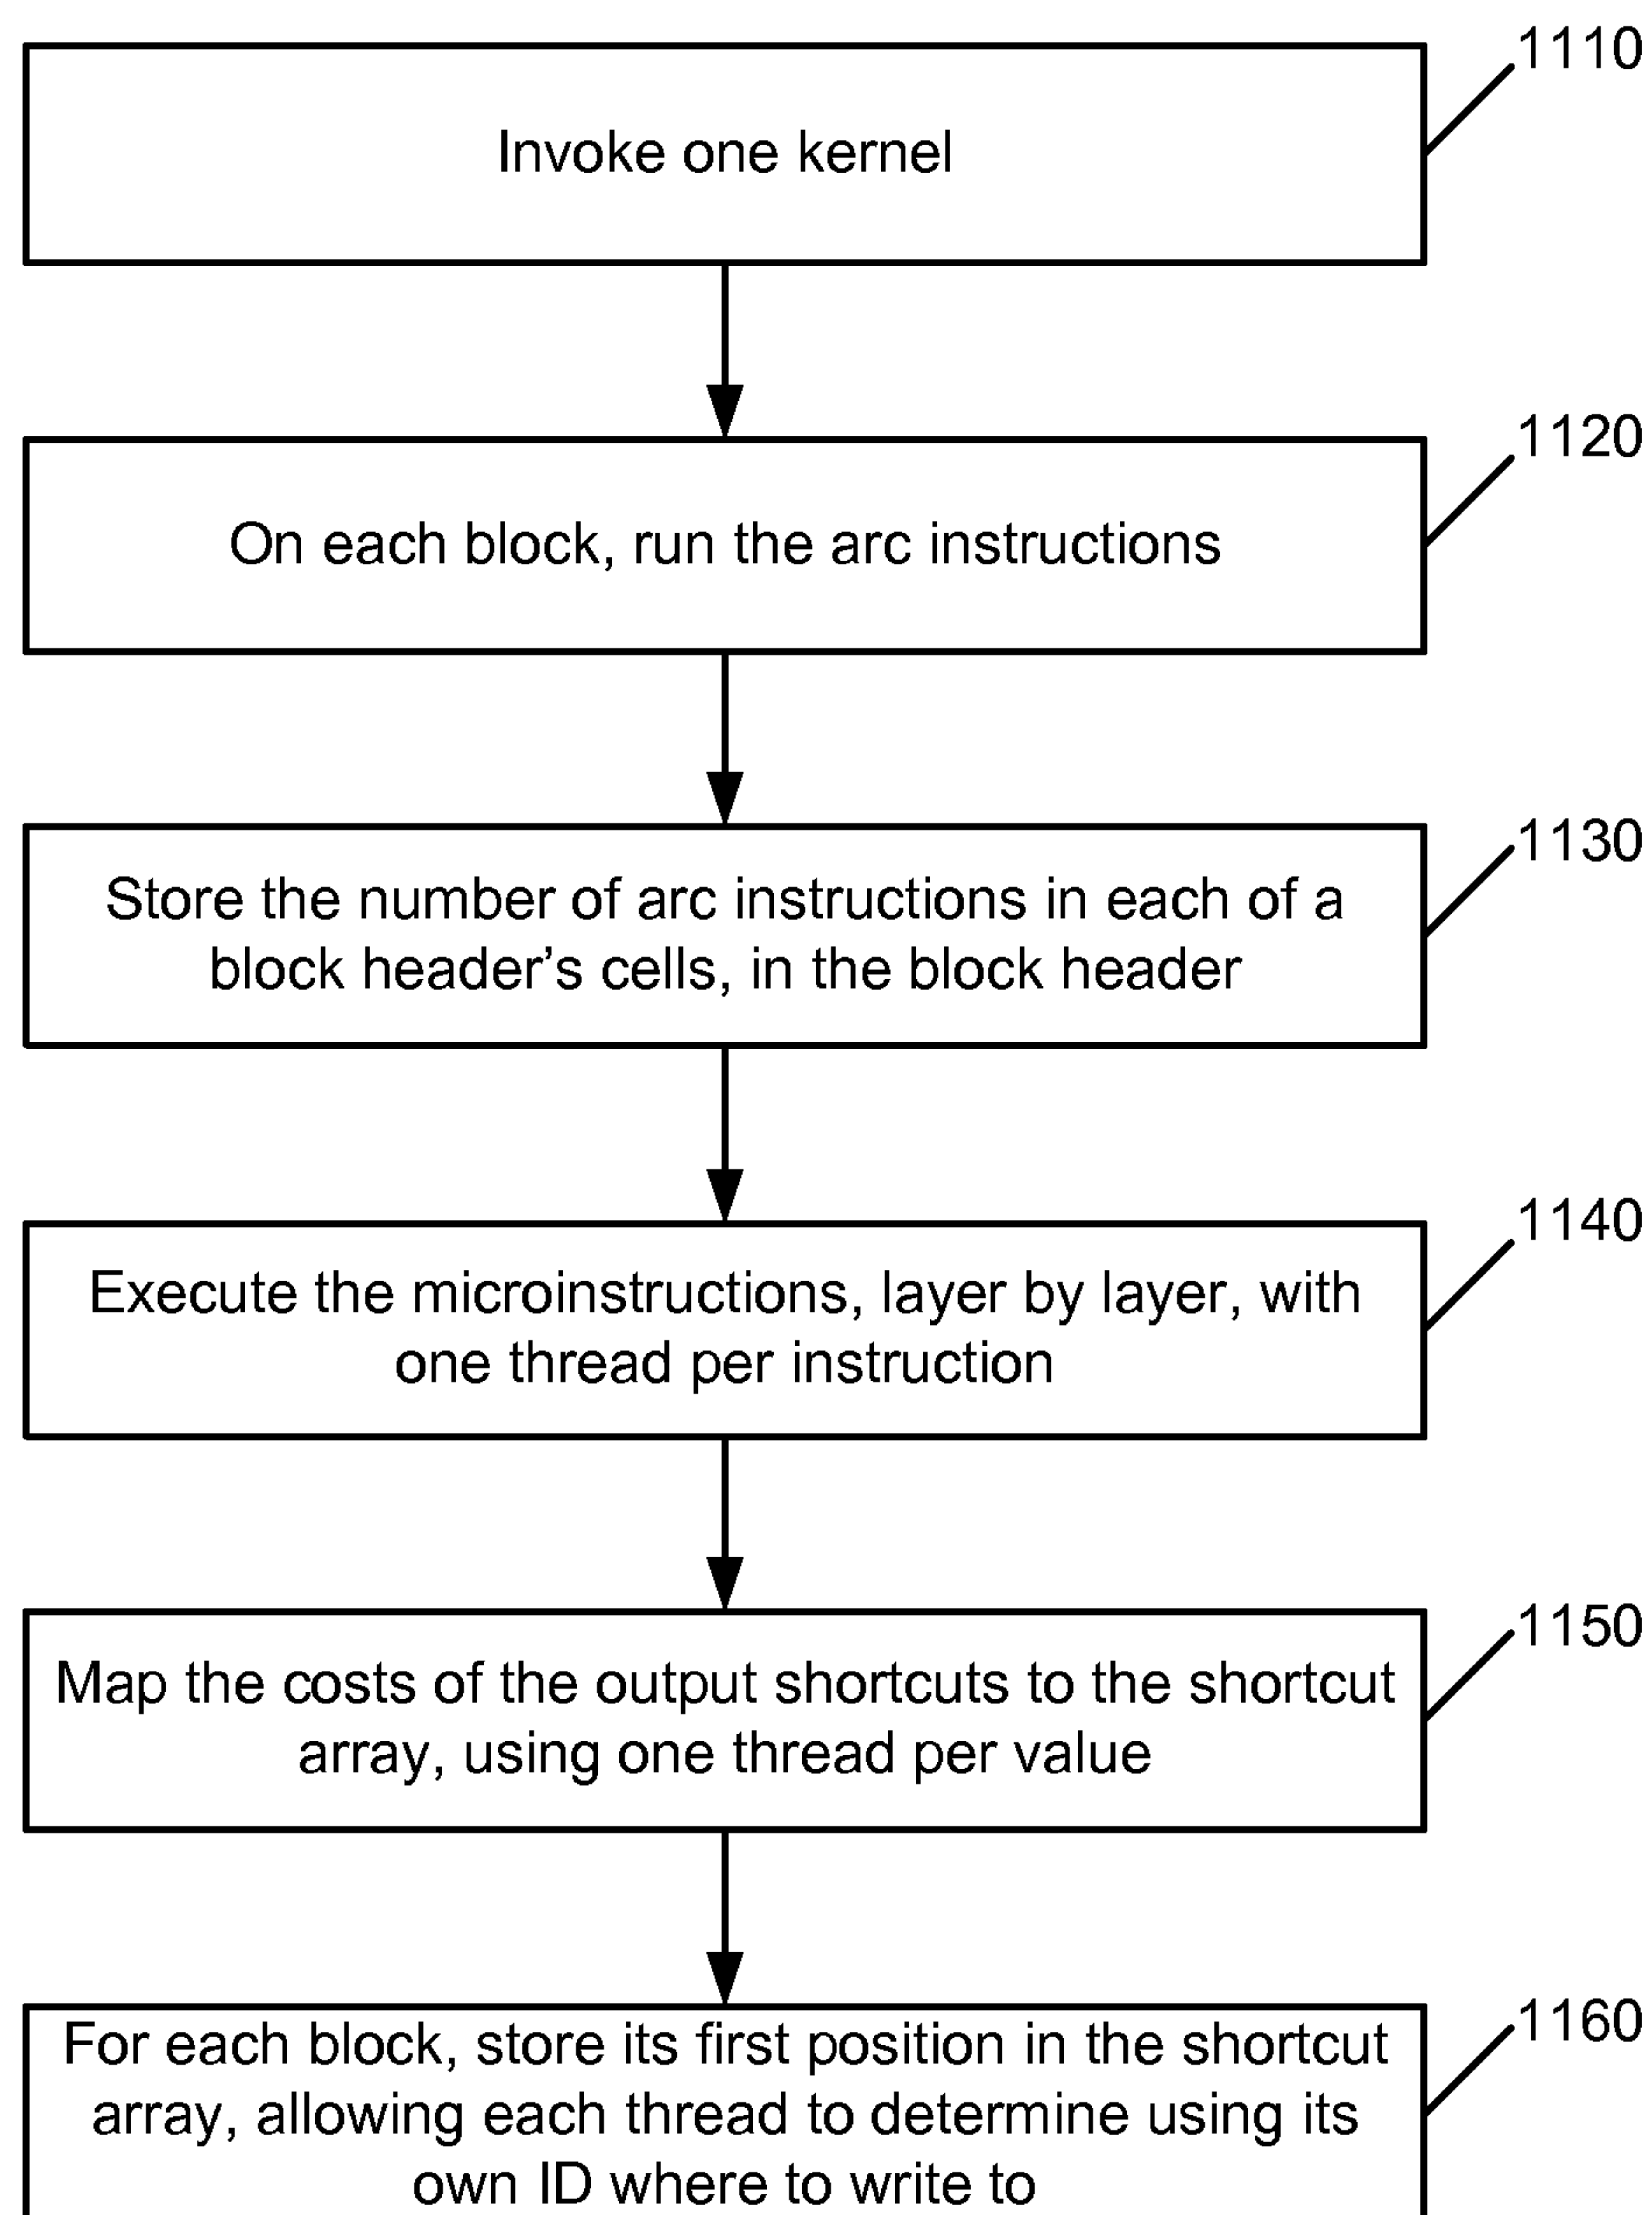 1110
Invoke one kernel
1120
On each block, run the arc instructions
1130
Store the number of arc instructions in each of a
block header's cells, in the block header
1140
Execute the microinstructions, layer by layer, with
one thread per instruction
1150
Map the costs of the output shortcuts to the shortcut
array, using one thread per value
1160
For each block, store its first position in the shortcut
array, allowing each thread to determine using its
own ID where to write to